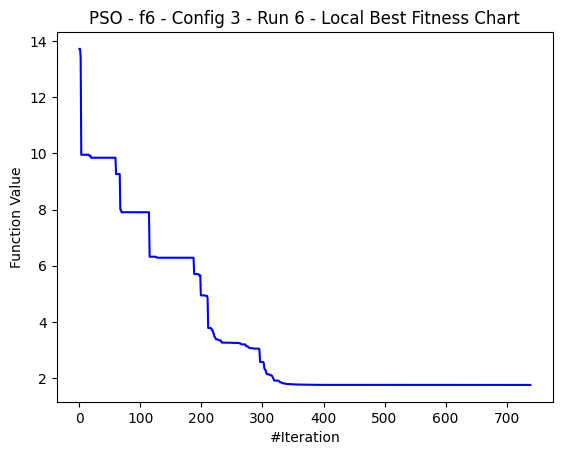 PSO - f6 - Config 3 - Run 6 - Local Best Fitness Chart
14
12
10
8
6
4
2
Function Value
0 100 200 300 400 500 600 700
#Iteration